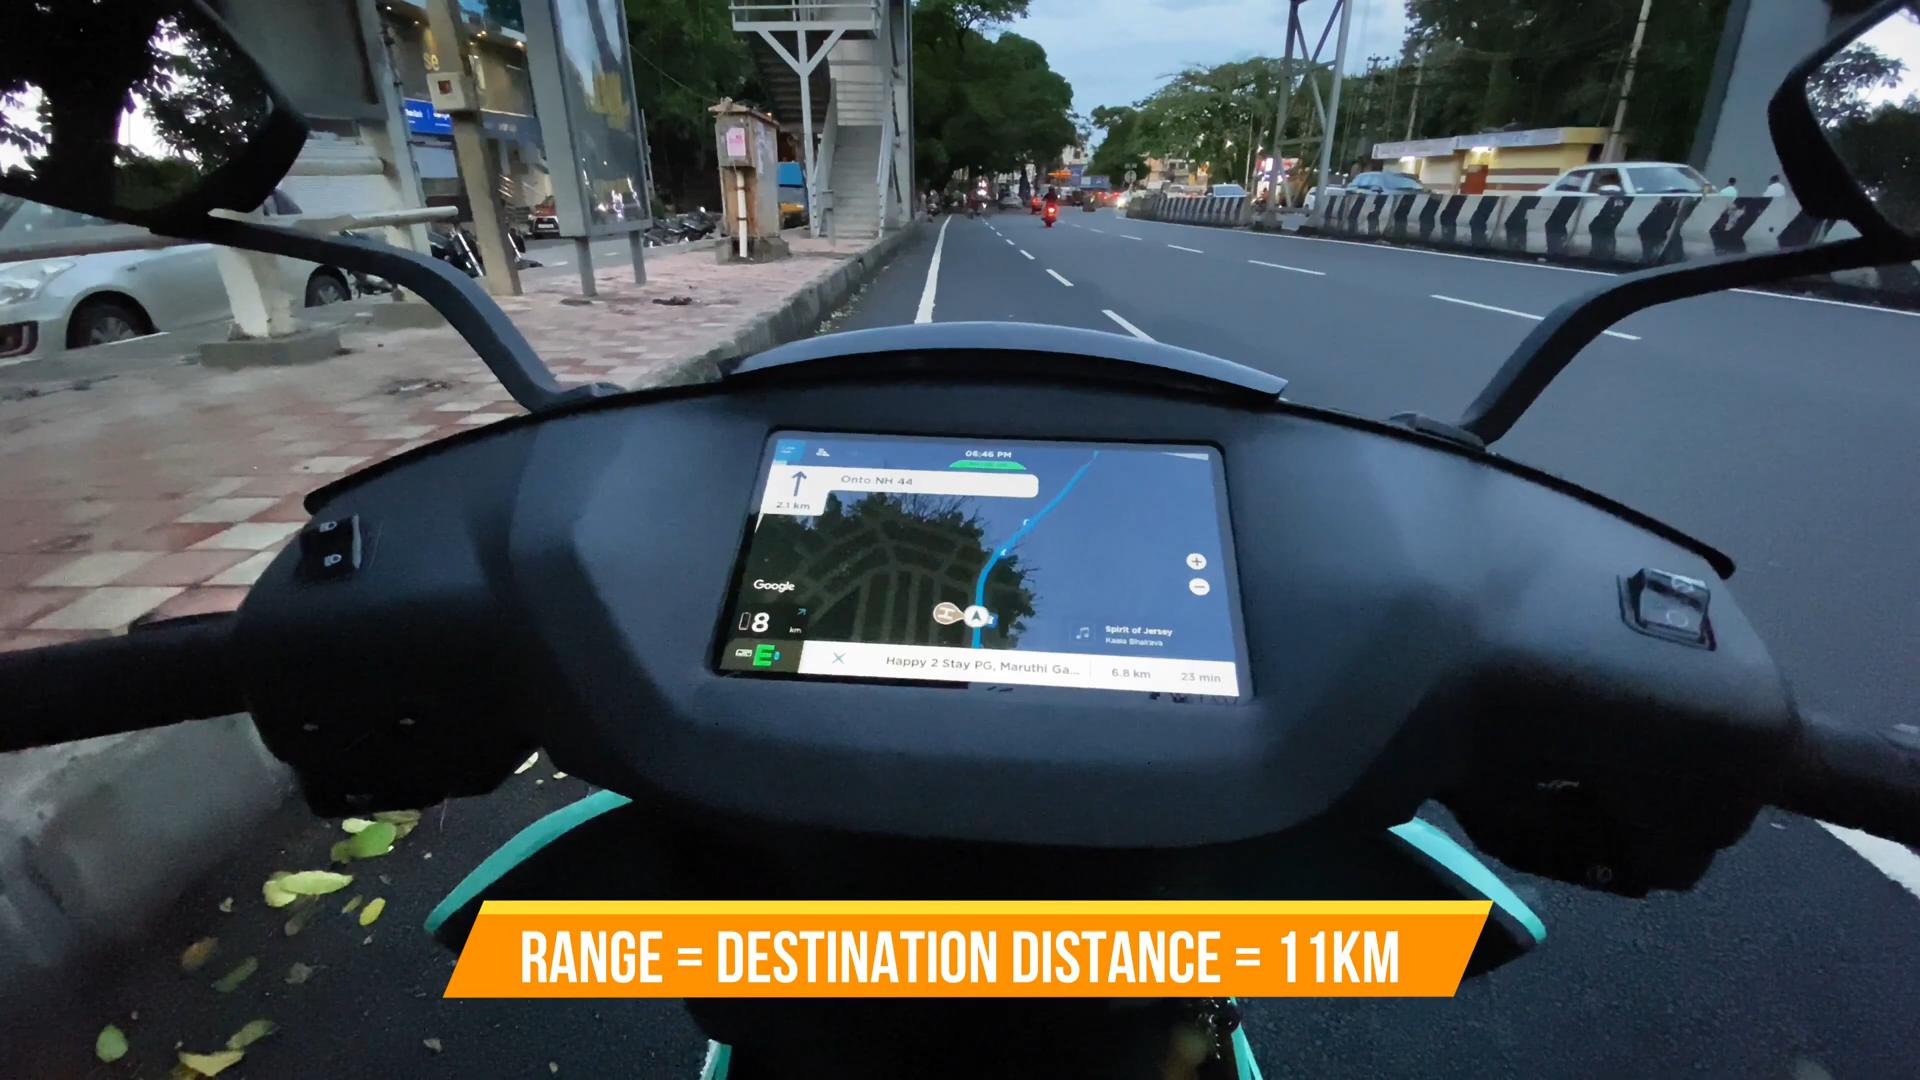 se
06:46 PM
Onto NH 44
2.1 km
Google
8
km
E
Spirit of Jersey
Kaala Bhairava
Happy 2 Stay PG, Maruthi Ga...
6.8 km
23 min
RANGE = DESTINATION DISTANCE = 11KM